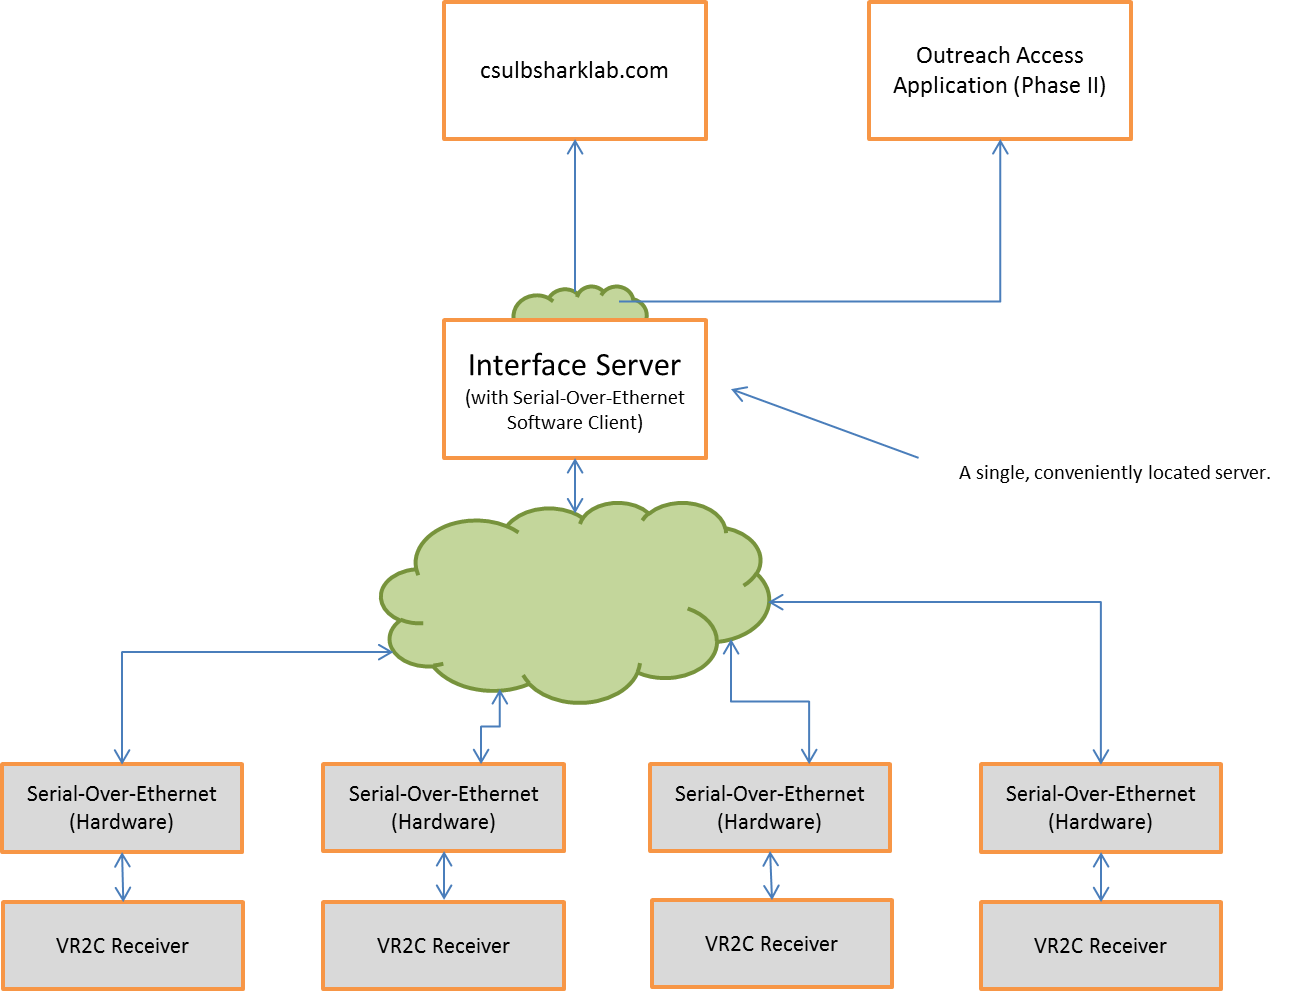 csulbsharklab.com
Outreach Access
Application (Phase II)
Interface Server
(with Serial-Over-Ethernet
Software Client)
A single, conveniently located server.
Serial-Over-Ethernet
(Hardware)
Serial-Over-Ethernet
(Hardware)
Serial-Over-Ethernet
(Hardware)
Serial-Over-Ethernet
(Hardware)
VR2C Receiver
VR2C Receiver
VR2C Receiver
VR2C Receiver